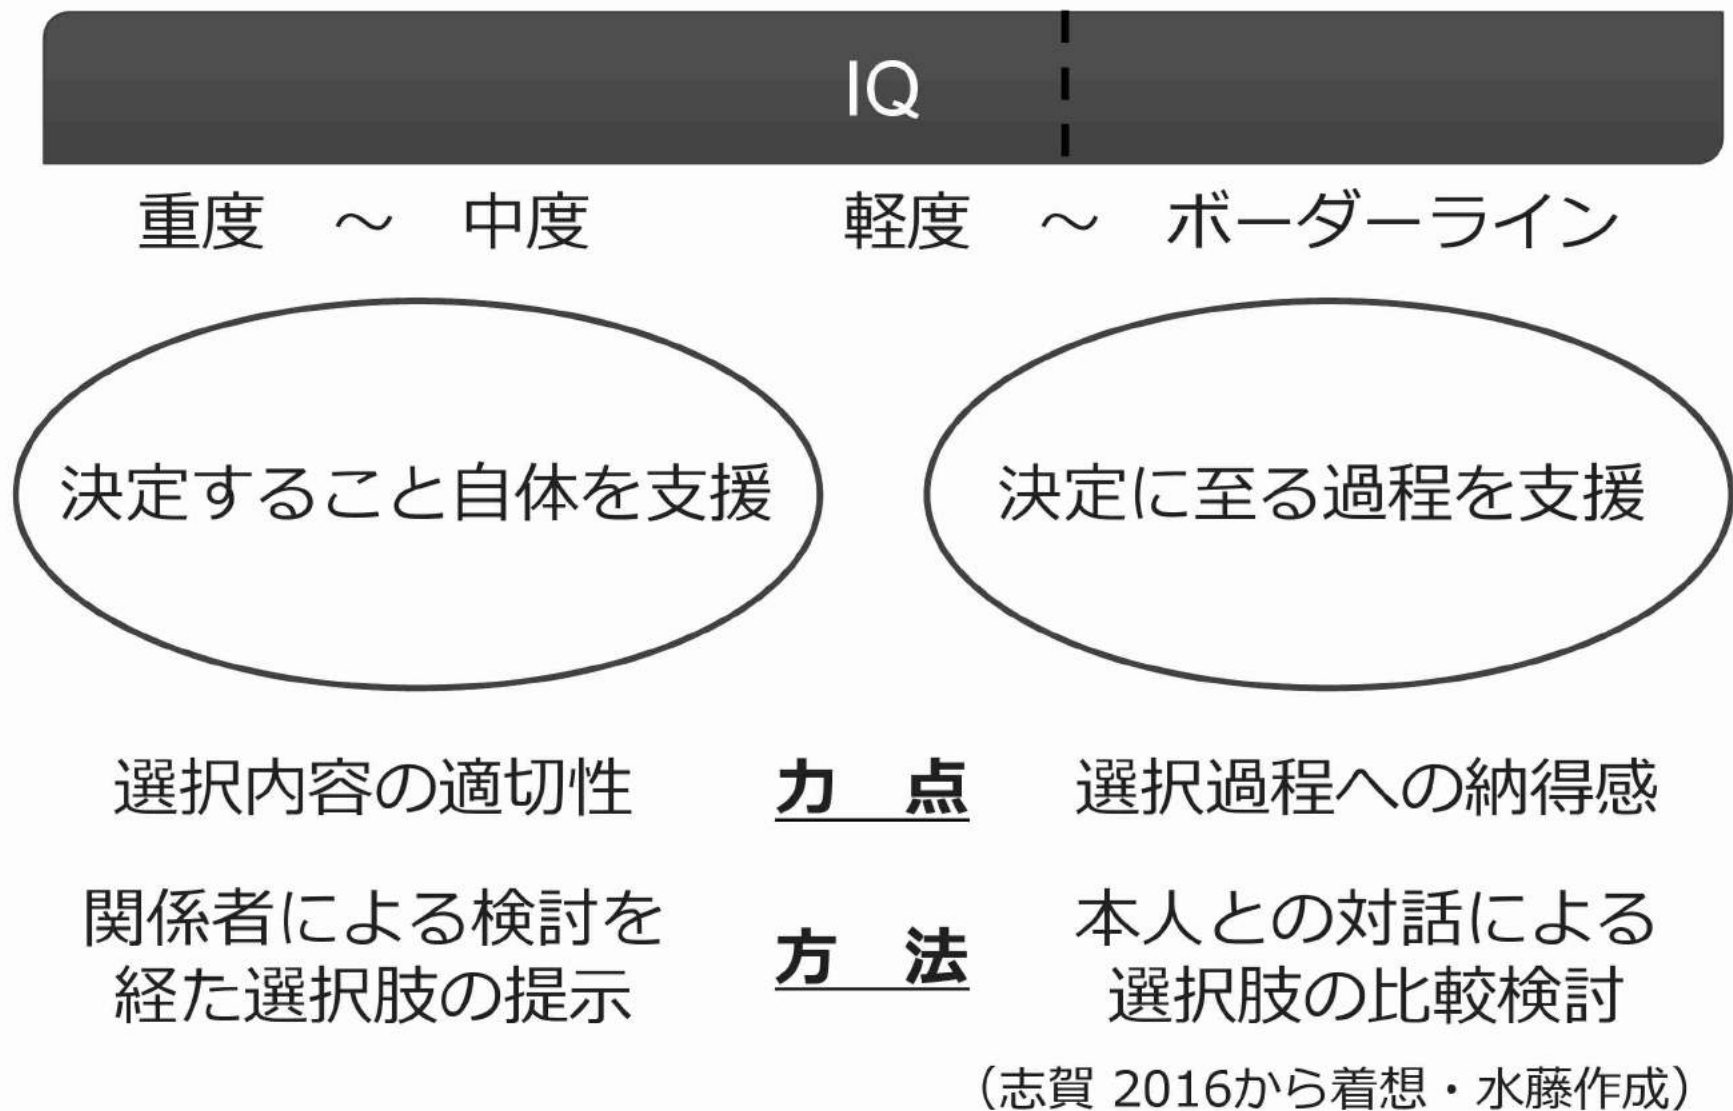 IQ
重度 ～ 中度 軽度 ～ ボーダーライン
決定すること自体を支援 決定に至る過程を支援
選択内容の適切性 力 点 選択過程への納得感
関係者による検討を
経た選択肢の提示
方 法
本人との対話による
選択肢の比較検討
（志賀 2016から着想・水藤作成）